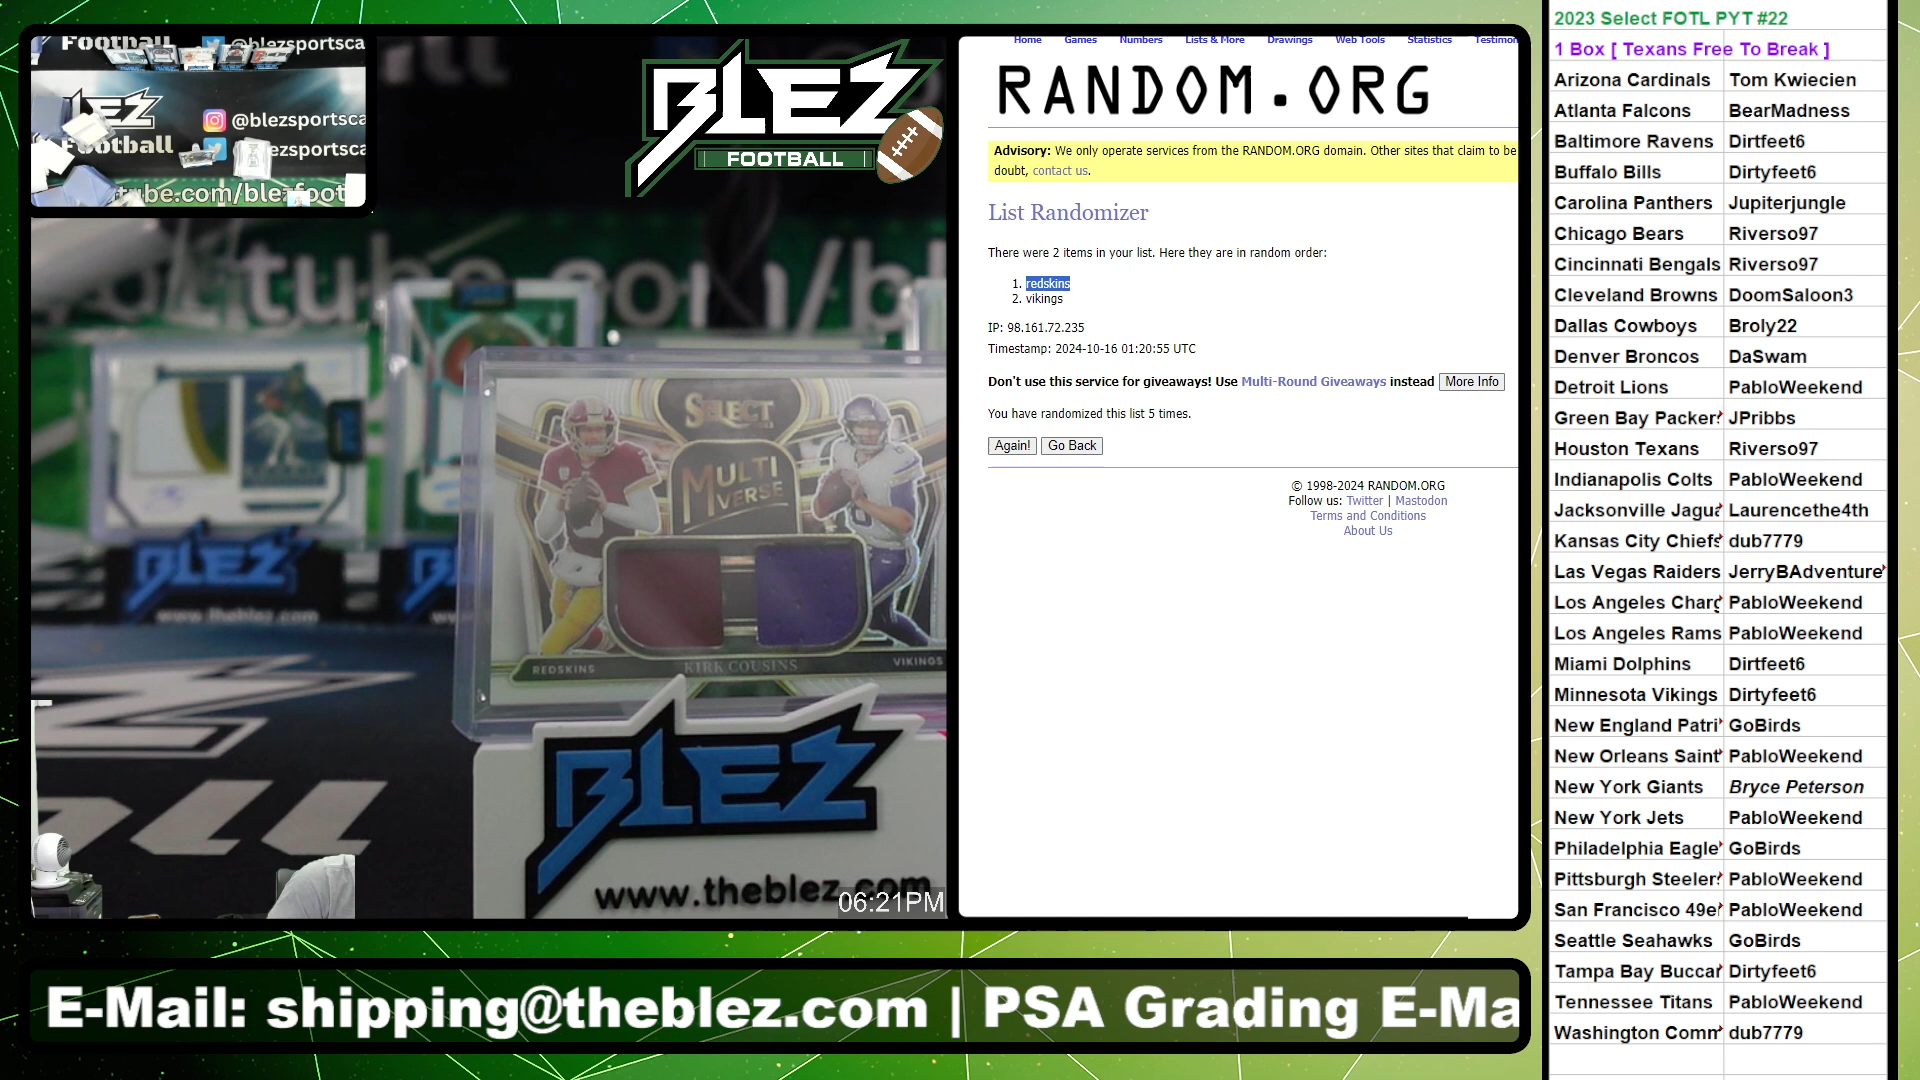 Football
@blezsportsca
BLEZ
FOOTBALL
@blezsportsca
Football
ezsportsca
BLEZ
www.theblez.com
SELECT
MULTI
VERSE
REDSKINS
KIRK COUSINS
VIKINGS
BLEZ
www.theblez.com
06:21PM
Home Games Numbers Lists & More Drawings Web Tools Statistics Testimon
RANDOM.ORG
Advisory: We only operate services from the RANDOM.ORG domain. Other sites that claim to be
doubt, contact us.
List Randomizer
There were 2 items in your list. Here they are in random order:
1. redskins
2. vikings
IP: 98.161.72.235
Timestamp: 2024-10-16 01:20:55 UTC
Don't use this service for giveaways! Use Multi-Round Giveaways instead More Info
You have randomized this list 5 times.
Again! Go Back
© 1998-2024 RANDOM.ORG
Follow us: Twitter | Mastodon
Terms and Conditions
About Us
2023 Select FOTL PYT #22
1 Box [ Texans Free To Break ]
Arizona Cardinals Tom Kwiecien
Atlanta Falcons BearMadness
Baltimore Ravens Dirtfeet6
Buffalo Bills Dirtyfeet6
Carolina Panthers Jupiterjungle
Chicago Bears Riverso97
Cincinnati Bengals Riverso97
Cleveland Browns DoomSaloon3
Dallas Cowboys Broly22
Denver Broncos DaSwam
Detroit Lions PabloWeekend
Green Bay Packer JPribbs
Houston Texans Riverso97
Indianapolis Colts PabloWeekend
Jacksonville Jagua Laurencethe4th
Kansas City Chiefs dub7779
Las Vegas Raiders JerryBAdventure
Los Angeles Charg PabloWeekend
Los Angeles Rams PabloWeekend
Miami Dolphins Dirtfeet6
Minnesota Vikings Dirtyfeet6
New England Patri GoBirds
New Orleans Saint PabloWeekend
New York Giants Bryce Peterson
New York Jets PabloWeekend
Philadelphia Eagle GoBirds
Pittsburgh Steeler PabloWeekend
San Francisco 49e PabloWeekend
Seattle Seahawks GoBirds
Tampa Bay Buccan Dirtyfeet6
Tennessee Titans PabloWeekend
Washington Comm dub7779
E-Mail: shipping@theblez.com | PSA Grading E-Ma